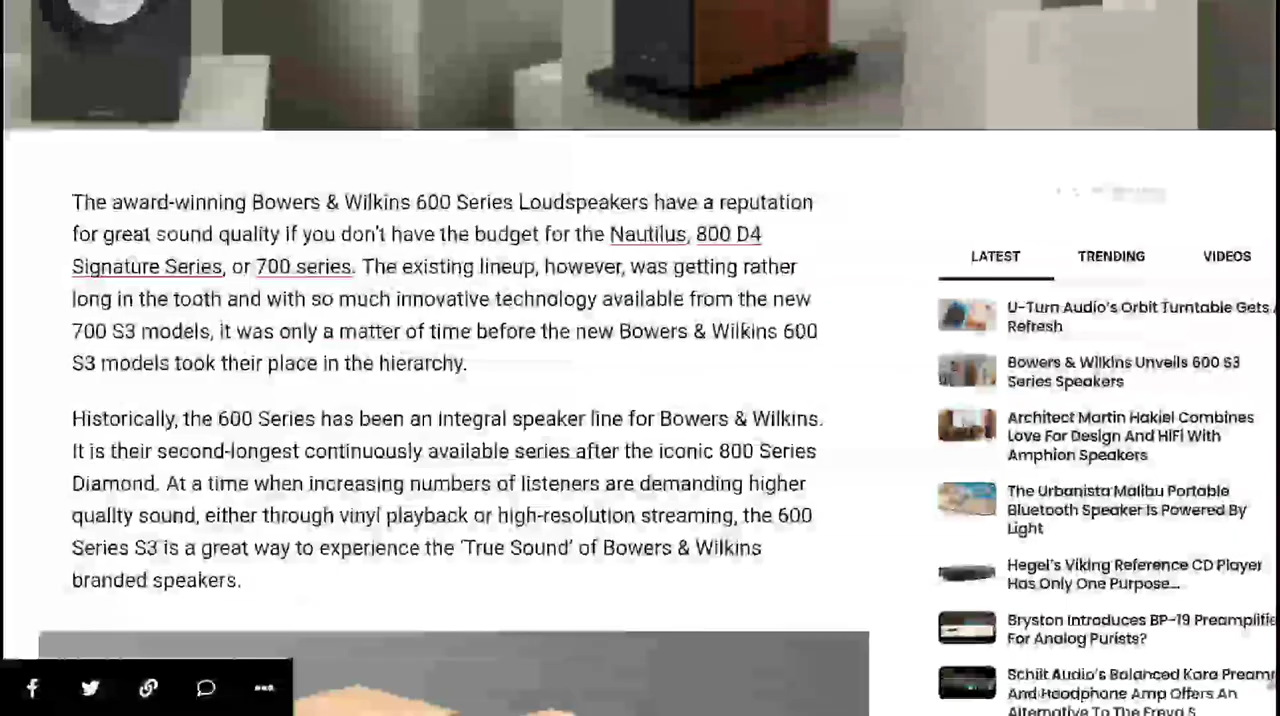 The award-winning Bowers & Wilkins 600 Series Loudspeakers have a reputation
for great sound quality if you don't have the budget for the Nautilus, 800 D4
Signature Series, or 700 series. The existing lineup, however, was getting rather
long in the tooth and with so much innovative technology available from the new
700 S3 models, it was only a matter of time before the new Bowers & Wilkins 600
S3 models took their place in the hierarchy.
Historically, the 600 Series has been an integral speaker line for Bowers & Wilkins.
It is their second-longest continuously available series after the iconic 800 Series
Diamond. At a time when increasing numbers of listeners are demanding higher
quality sound, either through vinyl playback or high-resolution streaming, the 600
Series S3 is a great way to experience the 'True Sound' of Bowers & Wilkins
branded speakers.
LATEST TRENDING VIDEOS
U-Turn Audio's Orbit Turntable Gets
Refresh
Bowers & Wilkins Unveils 600 S3
Series Speakers
Architect Martin Hakiel Combines
Love For Design And HiFi With
Amphion Speakers
The Urbanista Malibu Portable
Bluetooth Speaker Is Powered By
Light
Hegel's Viking Reference CD Player
Has Only One Purpose...
Bryston Introduces BP-19 Preamplifie
For Analog Purists?
Schiit Audio's Balanced Kara Pream
And Headphone Amp Offers An
Alternative To The Freya S